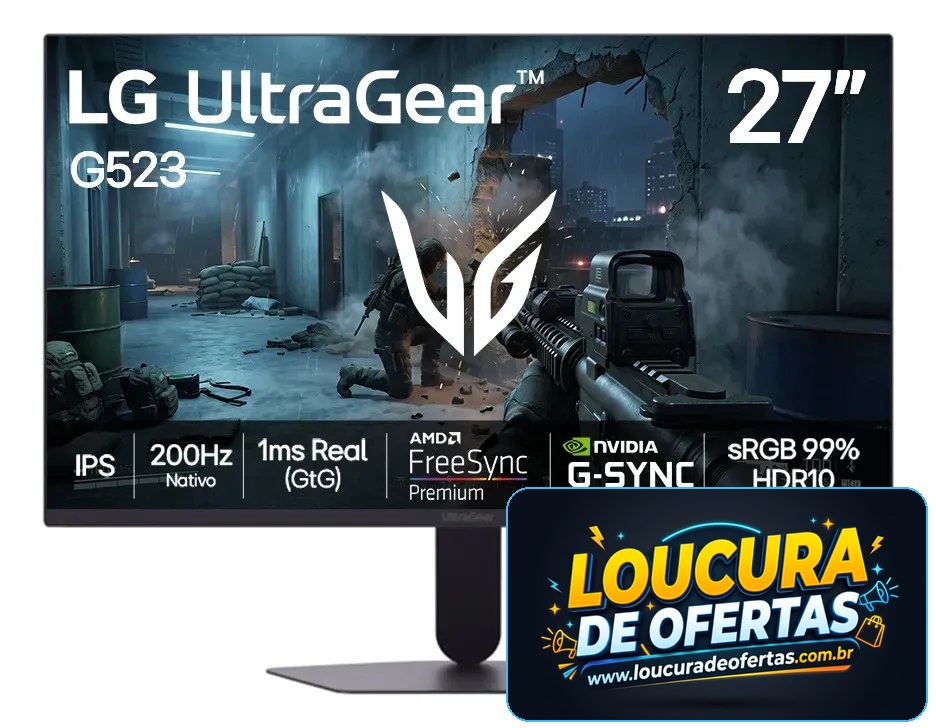 LG UltraGear™
27"
G523
IPS
200Hz
Nativo
1ms Real
(GtG)
AMD
FreeSync
Premium
NVIDIA
G-SYNC
sRGB 99%
HDR10
UltraGear
LOUCURA
DE OFERTAS
www.loucuradeofertas.com.br